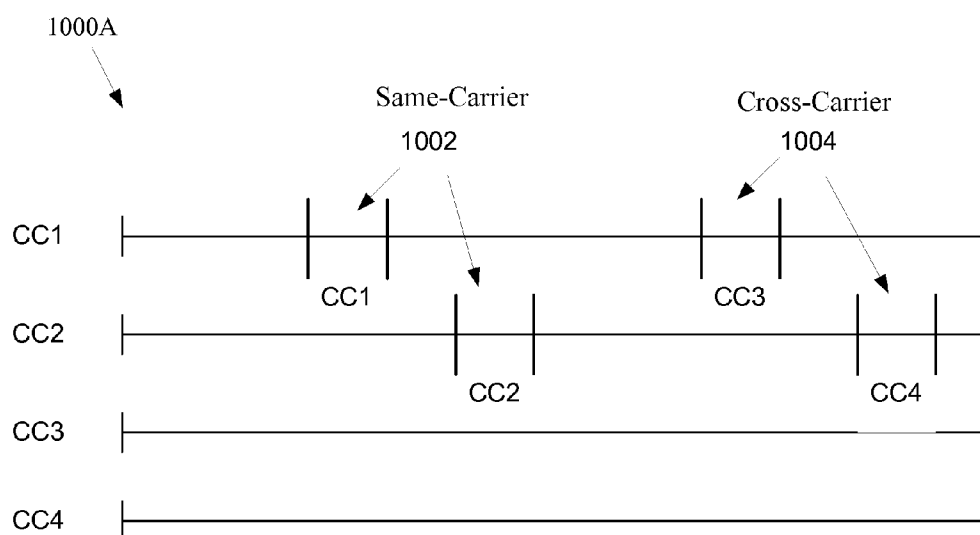 1000A
Same-Carrier
1002
Cross-Carrier
1004
CC1
CC1
CC3
CC2
CC2
CC4
CC3
CC4